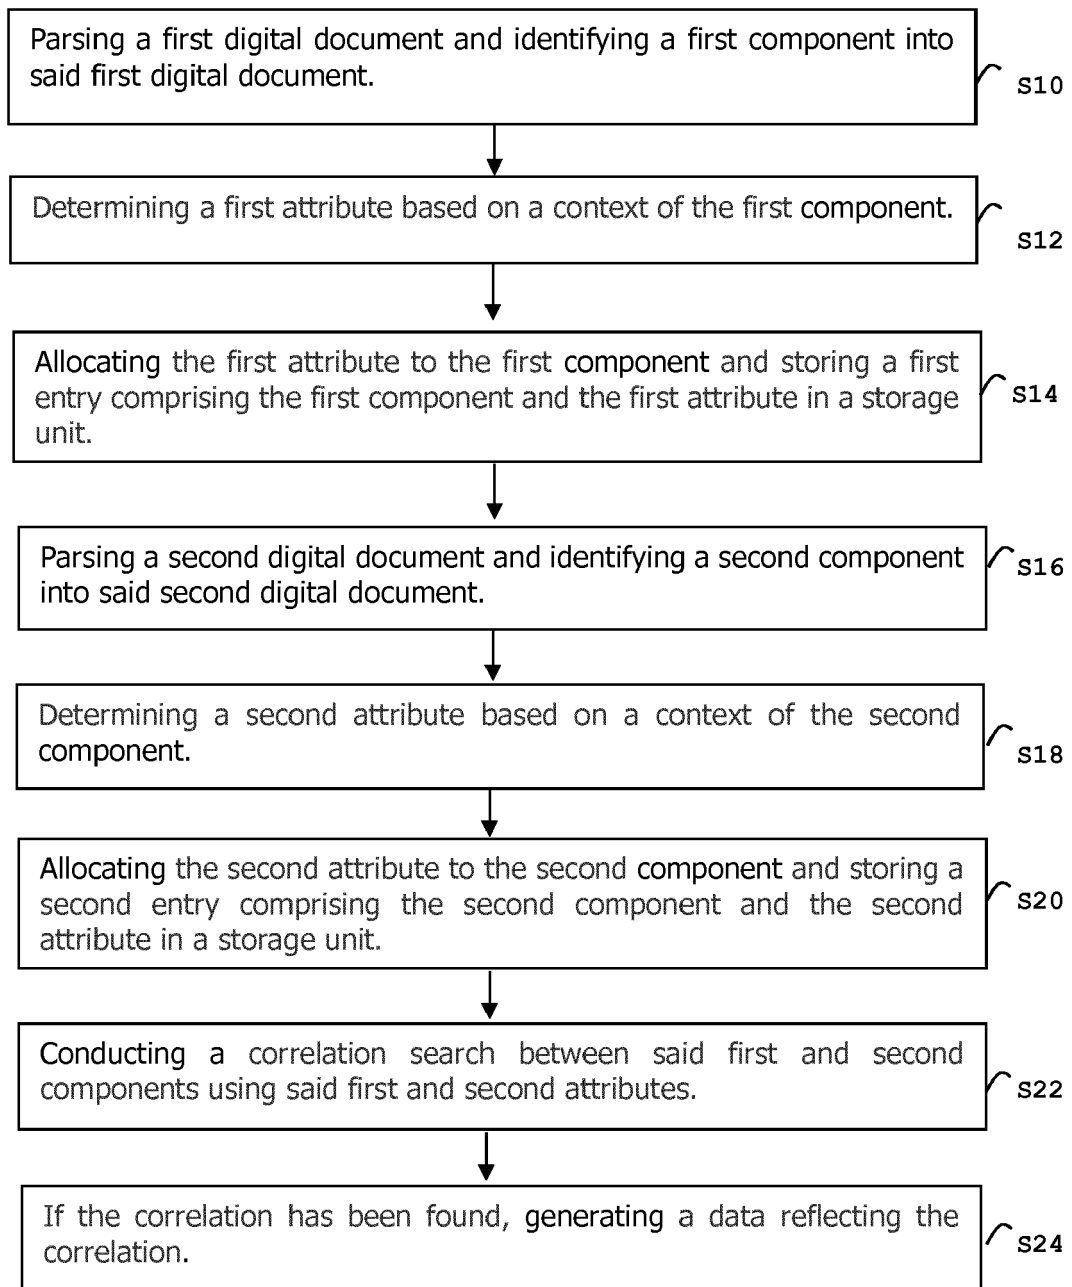 Parsing a first digital document and identifying a first component into
said first digital document.
S10
Determining a first attribute based on a context of the first component.
S12
Allocating the first attribute to the first component and storing a first
entry comprising the first component and the first attribute in a storage
unit.
S14
Parsing a second digital document and identifying a second component
into said second digital document.
S16
Determining a second attribute based on a context of the second
component.
S18
Allocating the second attribute to the second component and storing a
second entry comprising the second component and the second
attribute in a storage unit.
S20
Conducting a correlation search between said first and second
components using said first and second attributes.
S22
If the correlation has been found, generating a data reflecting the
correlation.
S24